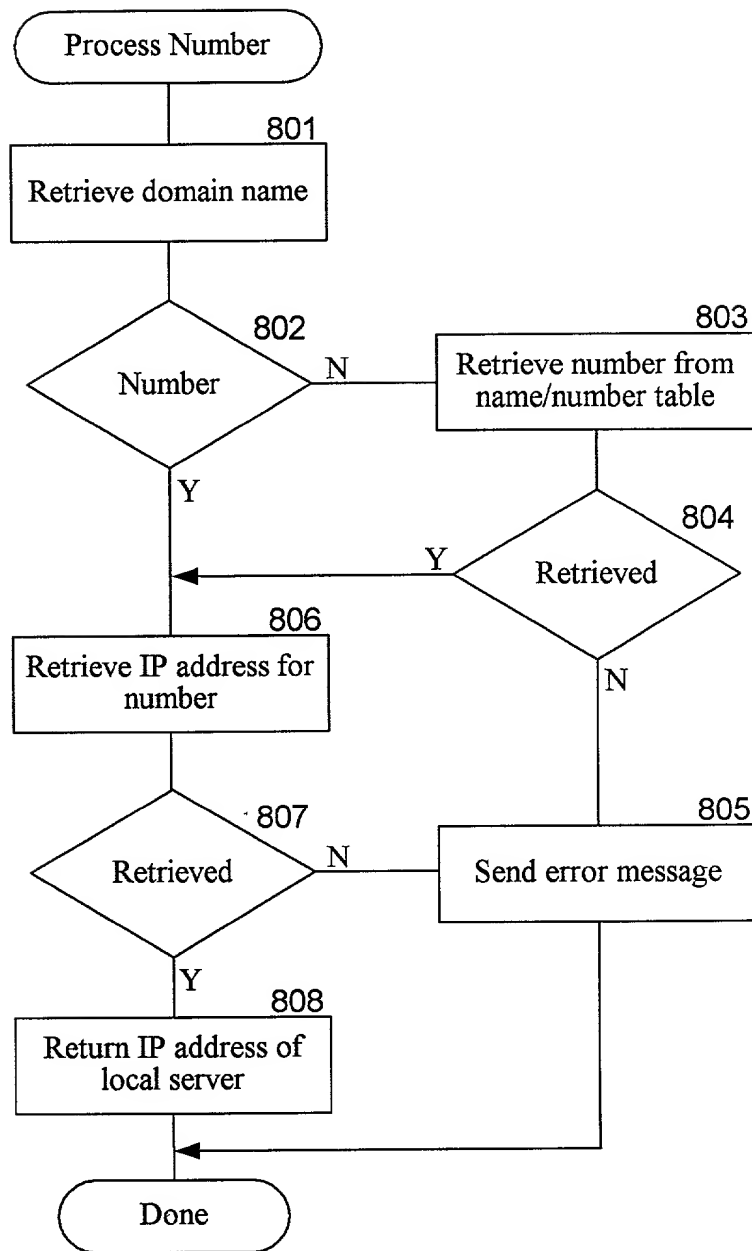 Process Number
801
Retrieve domain name
802
Number
N
Y
803
Retrieve number from
name/number table
804
Retrieved
Y
N
806
Retrieve IP address for
number
807
Retrieved
N
Y
805
Send error message
808
Return IP address of
local server
Done